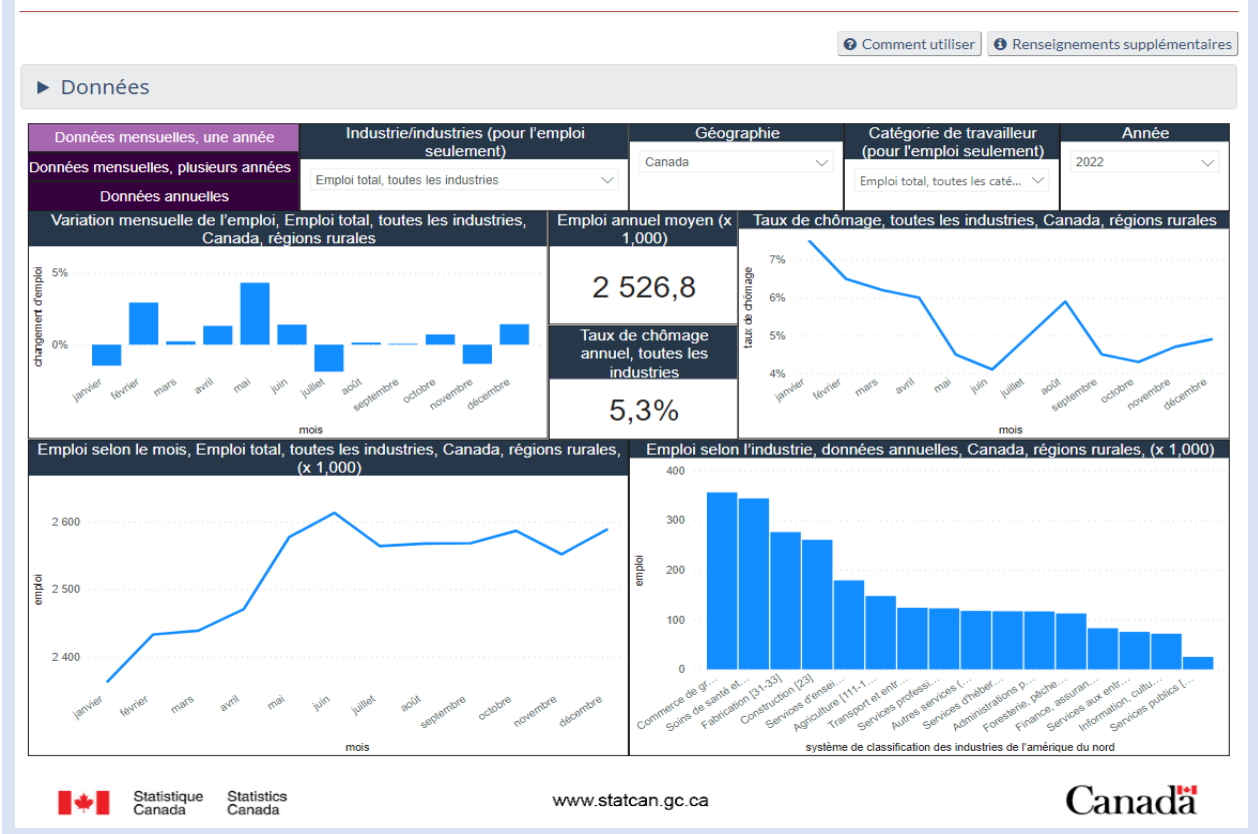 Comment utiliser
Renseignements supplémentaires
Données
Données mensuelles, une année
Données mensuelles, plusieurs années
Données annuelles
Industrie/industries (pour l'emploi
seulement)
Emploi total, toutes les industries
Géographie
Canada
Catégorie de travailleur
(pour l'emploi seulement)
Emploi total, toutes les caté...
Année
2022
Variation mensuelle de l'emploi, Emploi total, toutes les industries,
Canada, régions rurales
changement d'emploi
5%
0%
janvier
février
mars
avril
mai
juin
juillet
août
septembre
octobre
novembre
décembre
mois
Emploi annuel moyen (x
1,000)
2 526,8
Taux de chômage
annuel, toutes les
industries
5,3%
Taux de chômage, toutes les industries, Canada, régions rurales
taux de chômage
7%
6%
5%
4%
janvier
février
mars
avril
mai
juin
juillet
août
septembre
octobre
novembre
décembre
mois
Emploi selon le mois, Emploi total, toutes les industries, Canada, régions rurales,
(x 1,000)
emploi
2 600
2 500
2 400
janvier
février
mars
avril
mai
juin
juillet
août
septembre
octobre
novembre
décembre
mois
Emploi selon l'industrie, données annuelles, Canada, régions rurales, (x 1,000)
emploi
400
300
200
100
0
Commerce de gr...
Soins de santé et...
Fabrication [31-33]
Construction [23]
Services d'ensei...
Agriculture [111-1...
Transport et entr...
Services professi...
Autres services (...
Services d'héber...
Administrations p...
Foresterie, pêche...
Finance, assuran...
Services aux entr...
Information, cultu...
Services publics [...
système de classification des industries de l'amérique du nord
Statistique
Canada
Statistics
Canada
www.statcan.gc.ca
Canada